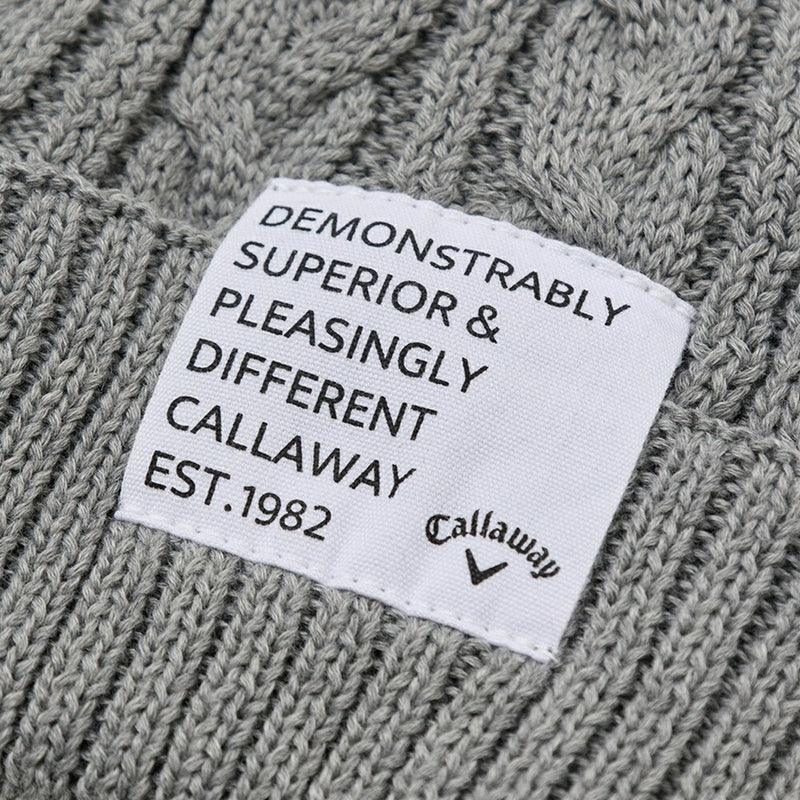 DEMONSTRABLY
SUPERIOR &
PLEASINGLY
DIFFERENT
CALLAWAY
EST.1982
Callaway